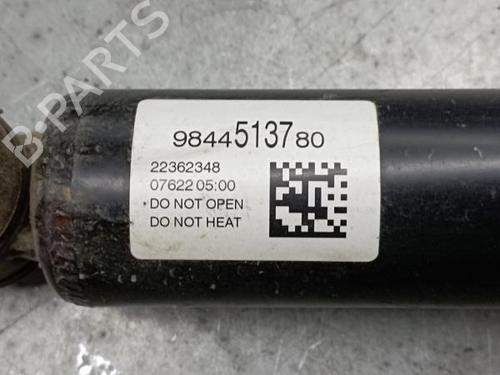 B-PARTS
9844513780
22362348
07622 05:00
DO NOT OPEN
DO NOT HEAT